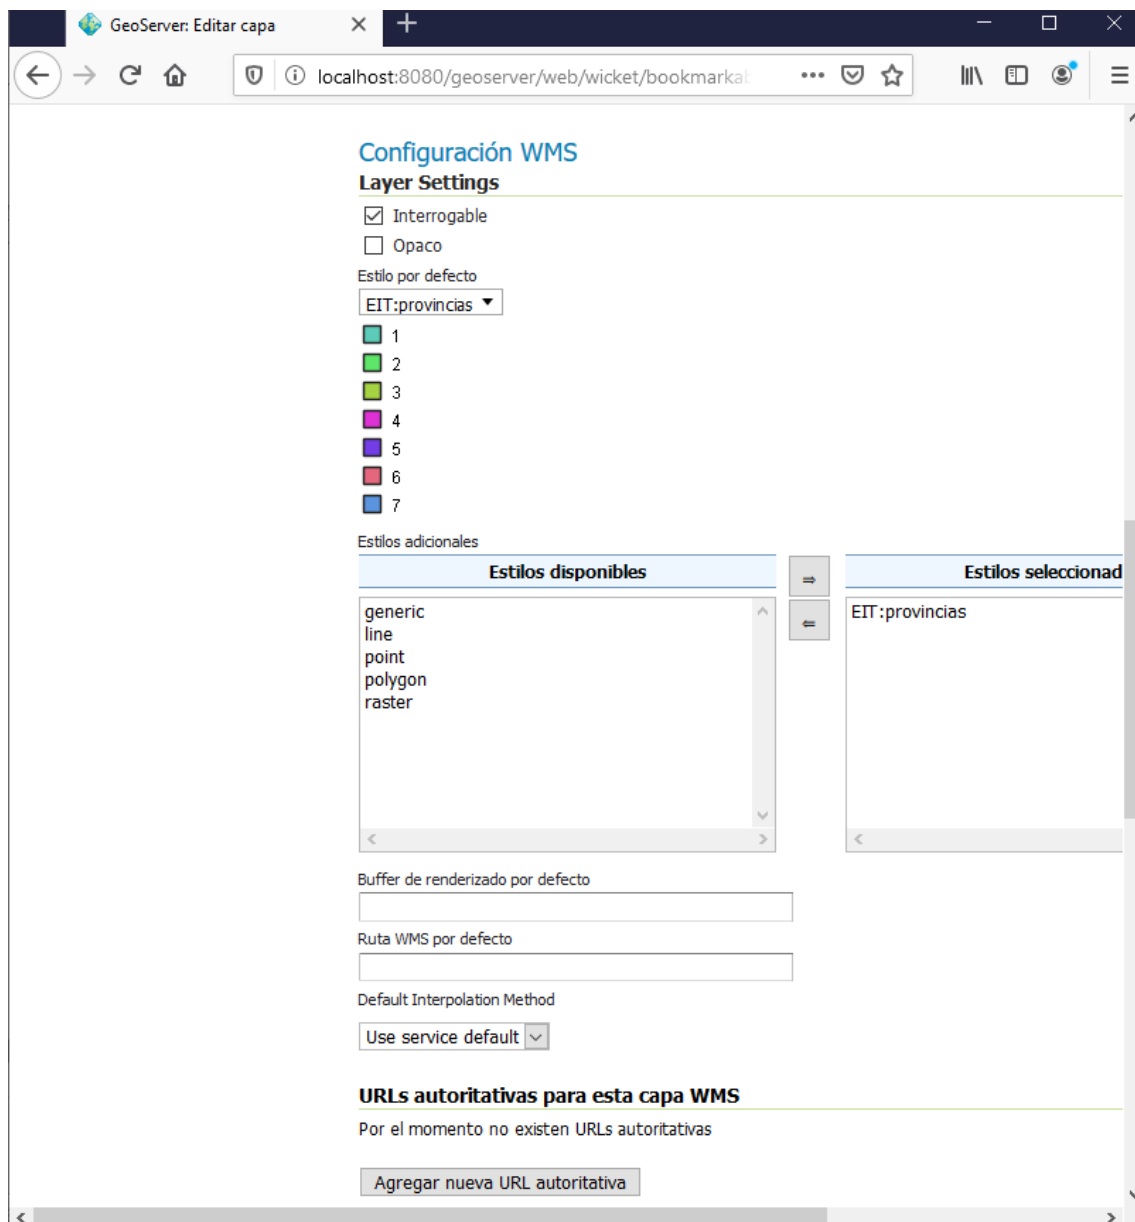 GeoServer: Editar capa
localhost:8080/geoserver/web/wicket/bookmarkal
Configuración WMS
Layer Settings
Interrogable
Opaco
Estilo por defecto
EIT:provincias
1
2
3
4
5
6
7
Estilos adicionales
Estilos disponibles
Estilos seleccionad
generic
line
point
polygon
raster
EIT:provincias
Buffer de renderizado por defecto
Ruta WMS por defecto
Default Interpolation Method
Use service default
URLs autoritativas para esta capa WMS
Por el momento no existen URLs autoritativas
Agregar nueva URL autoritativa